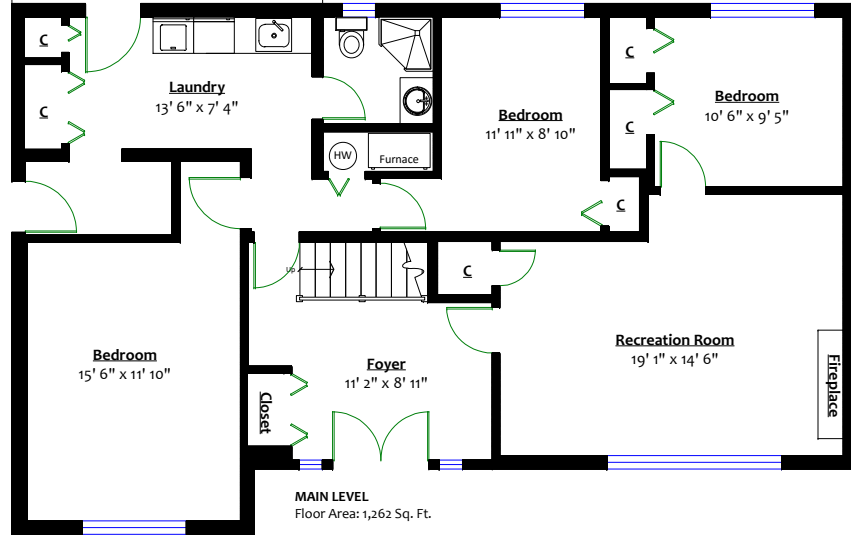 C
C
Laundry
13' 6" x 7' 4"
Bedroom
11' 11" x 8' 10"
C
C
Bedroom
10' 6" x 9' 5"
HW
Furnace
C
Up
C
Bedroom
15' 6" x 11' 10"
Foyer
11' 2" x 8' 11"
Closet
Recreation Room
19' 1" x 14' 6"
Fireplace
MAIN LEVEL
Floor Area: 1,262 Sq. Ft.